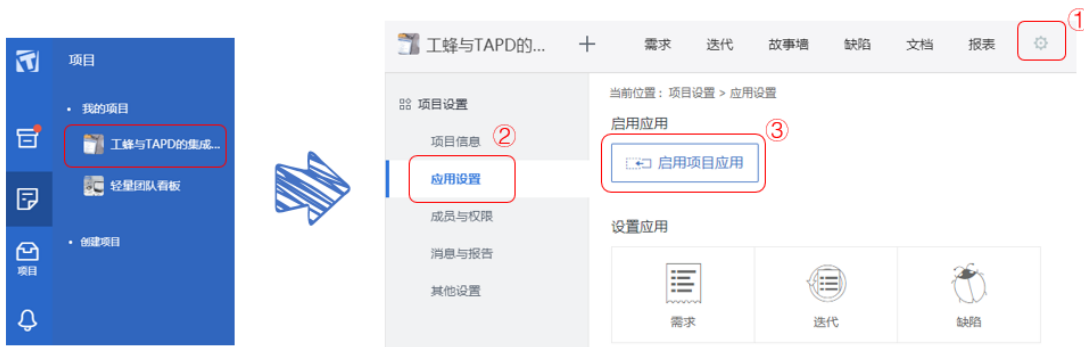 项目
我的项目
工蜂与TAPD的集成...
轻量团队看板
创建项目
项目
工蜂与TAPD的... + 需求 迭代 故事墙 缺陷 文档 报表 ①
项目设置
项目信息 ②
应用设置
成员与权限
消息与报告
其他设置
当前位置：项目设置 > 应用设置
启用应用 ③
启用项目应用
设置应用
需求 迭代 缺陷